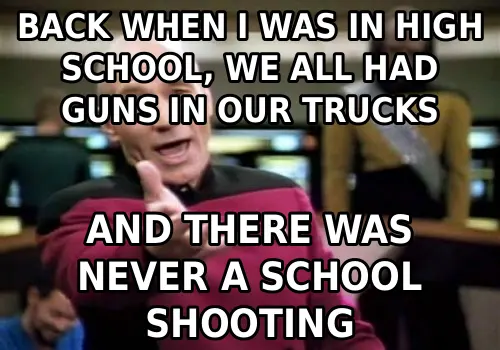 BACK WHEN I WAS IN HIGH
SCHOOL, WE ALL HAD
GUNS IN OUR TRUCKS
AND THERE WAS
NEVER A SCHOOL
SHOOTING